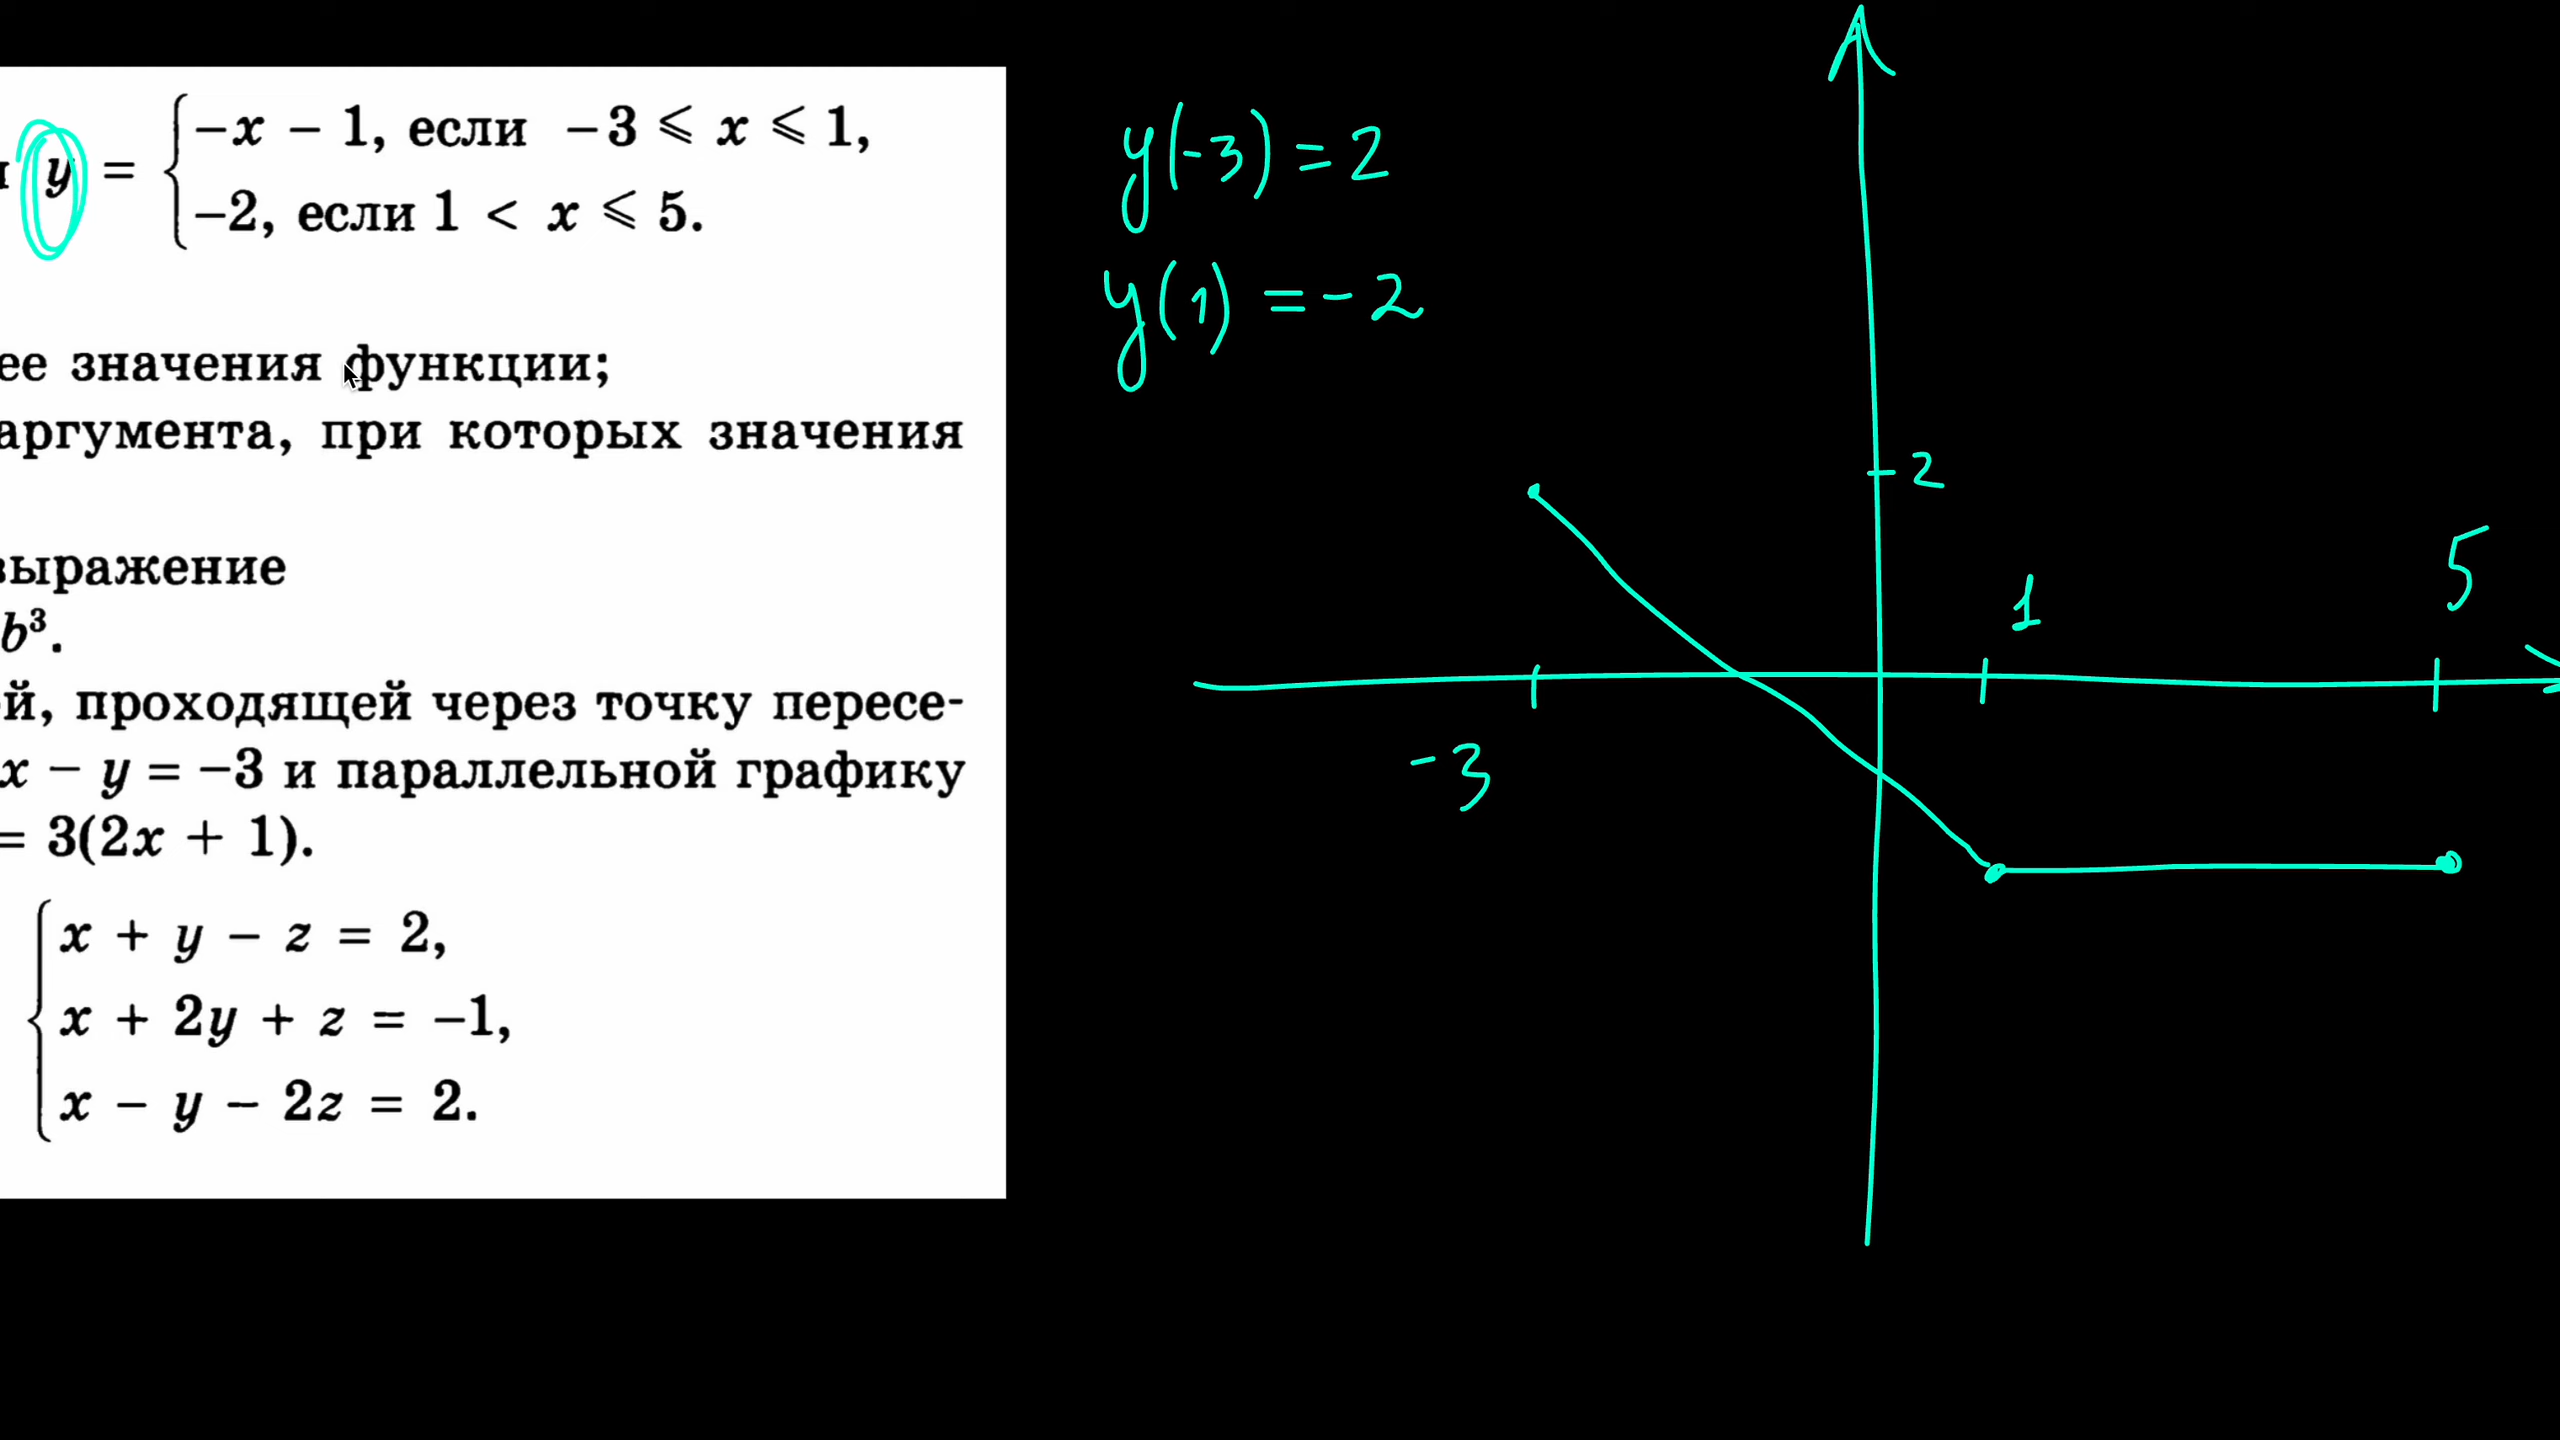 y = { -x - 1, если -3 ⩽ x ⩽ 1,
-2, если 1 < x ⩽ 5.
ее значения функции;
аргумента, при которых значения
выражение
b³.
й, проходящей через точку пересе-
x - y = -3 и параллельной графику
= 3(2x + 1).
{ x + y - z = 2,
x + 2y + z = -1,
x - y - 2z = 2.
y(-3) = 2
y(1) = -2
2
1
5
-3